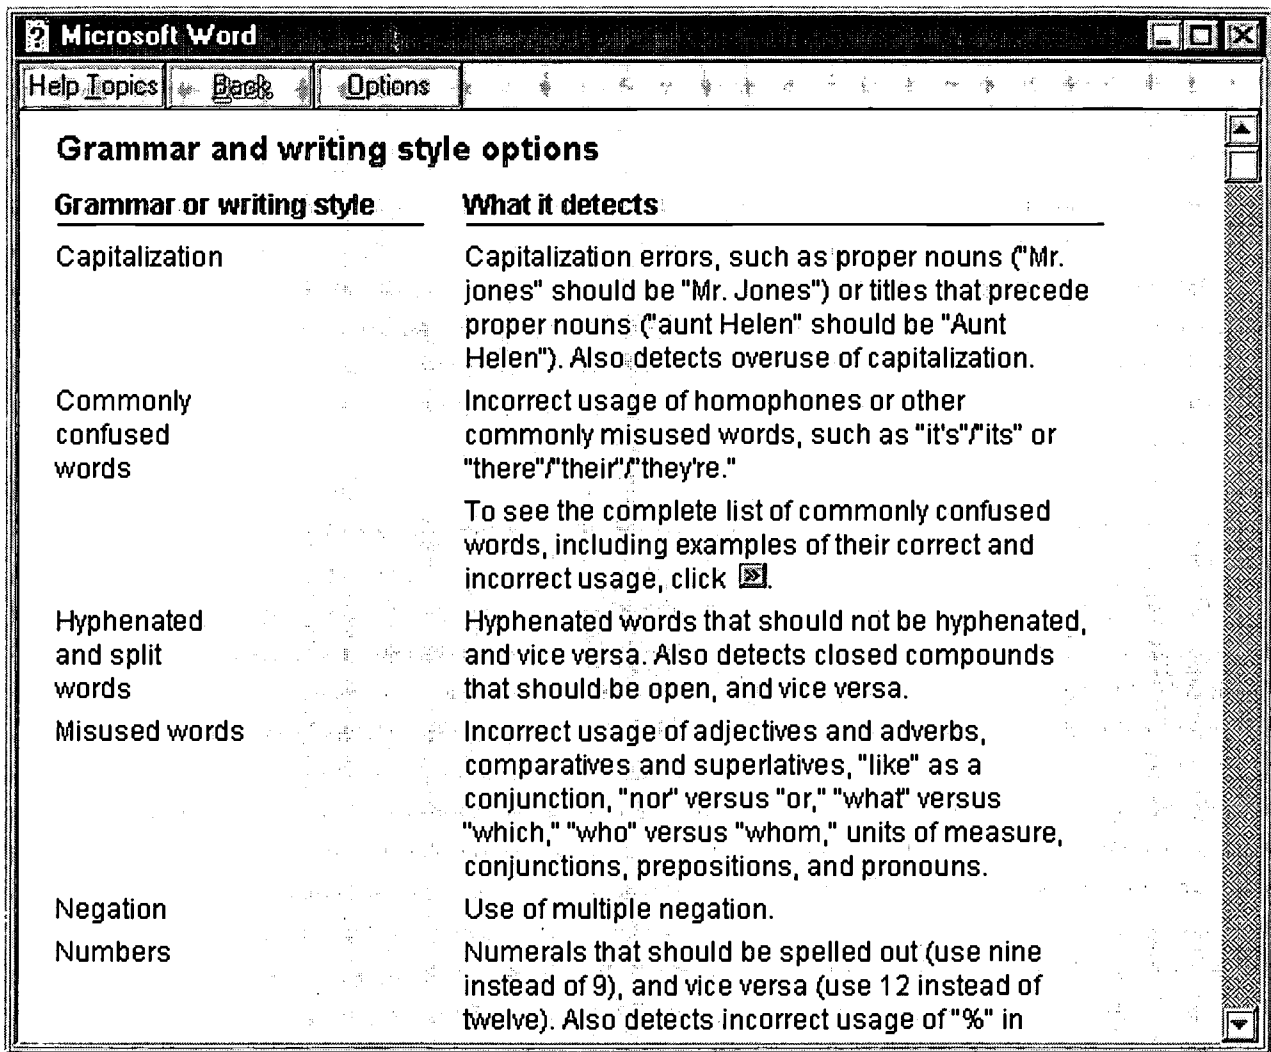 Microsoft Word
Help Topics Back Options
Grammar and writing style options
Grammar or writing style What it detects
Capitalization Capitalization errors, such as proper nouns ("Mr.
jones" should be "Mr. Jones") or titles that precede
proper nouns ("aunt Helen" should be "Aunt
Helen"). Also detects overuse of capitalization.
Commonly Incorrect usage of homophones or other
confused commonly misused words, such as "it's"/"its" or
words "there"/"their"/"they're."
To see the complete list of commonly confused
words, including examples of their correct and
incorrect usage, click >>.
Hyphenated Hyphenated words that should not be hyphenated,
and split and vice versa. Also detects closed compounds
words that should be open, and vice versa.
Misused words Incorrect usage of adjectives and adverbs,
comparatives and superlatives, "like" as a
conjunction, "nor" versus "or," "what" versus
"which," "who" versus "whom," units of measure,
conjunctions, prepositions, and pronouns.
Negation Use of multiple negation.
Numbers Numerals that should be spelled out (use nine
instead of 9), and vice versa (use 12 instead of
twelve). Also detects incorrect usage of "%" in